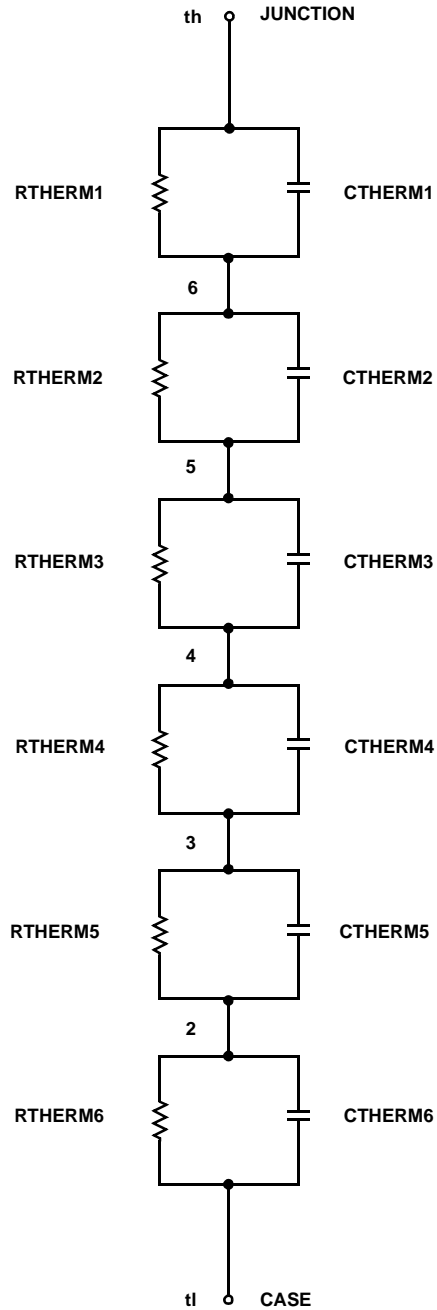 th JUNCTION
RTHERM1 CTHERM1
6
RTHERM2 CTHERM2
5
RTHERM3 CTHERM3
4
RTHERM4 CTHERM4
3
RTHERM5 CTHERM5
2
RTHERM6 CTHERM6
tl CASE